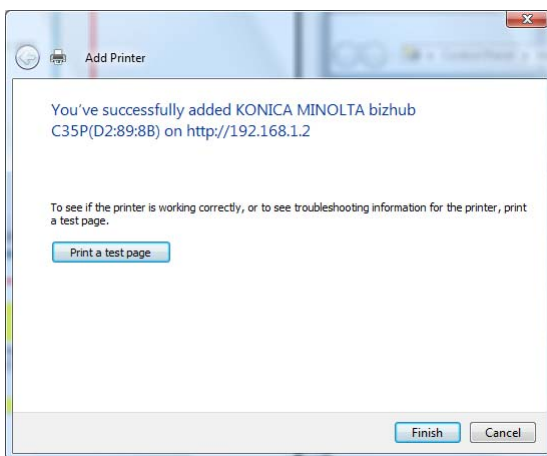 Add Printer
You've successfully added KONICA MINOLTA bizhub
C35P(D2:89:8B) on http://192.168.1.2
To see if the printer is working correctly, or to see troubleshooting information for the printer, print
a test page.
Print a test page
Finish
Cancel